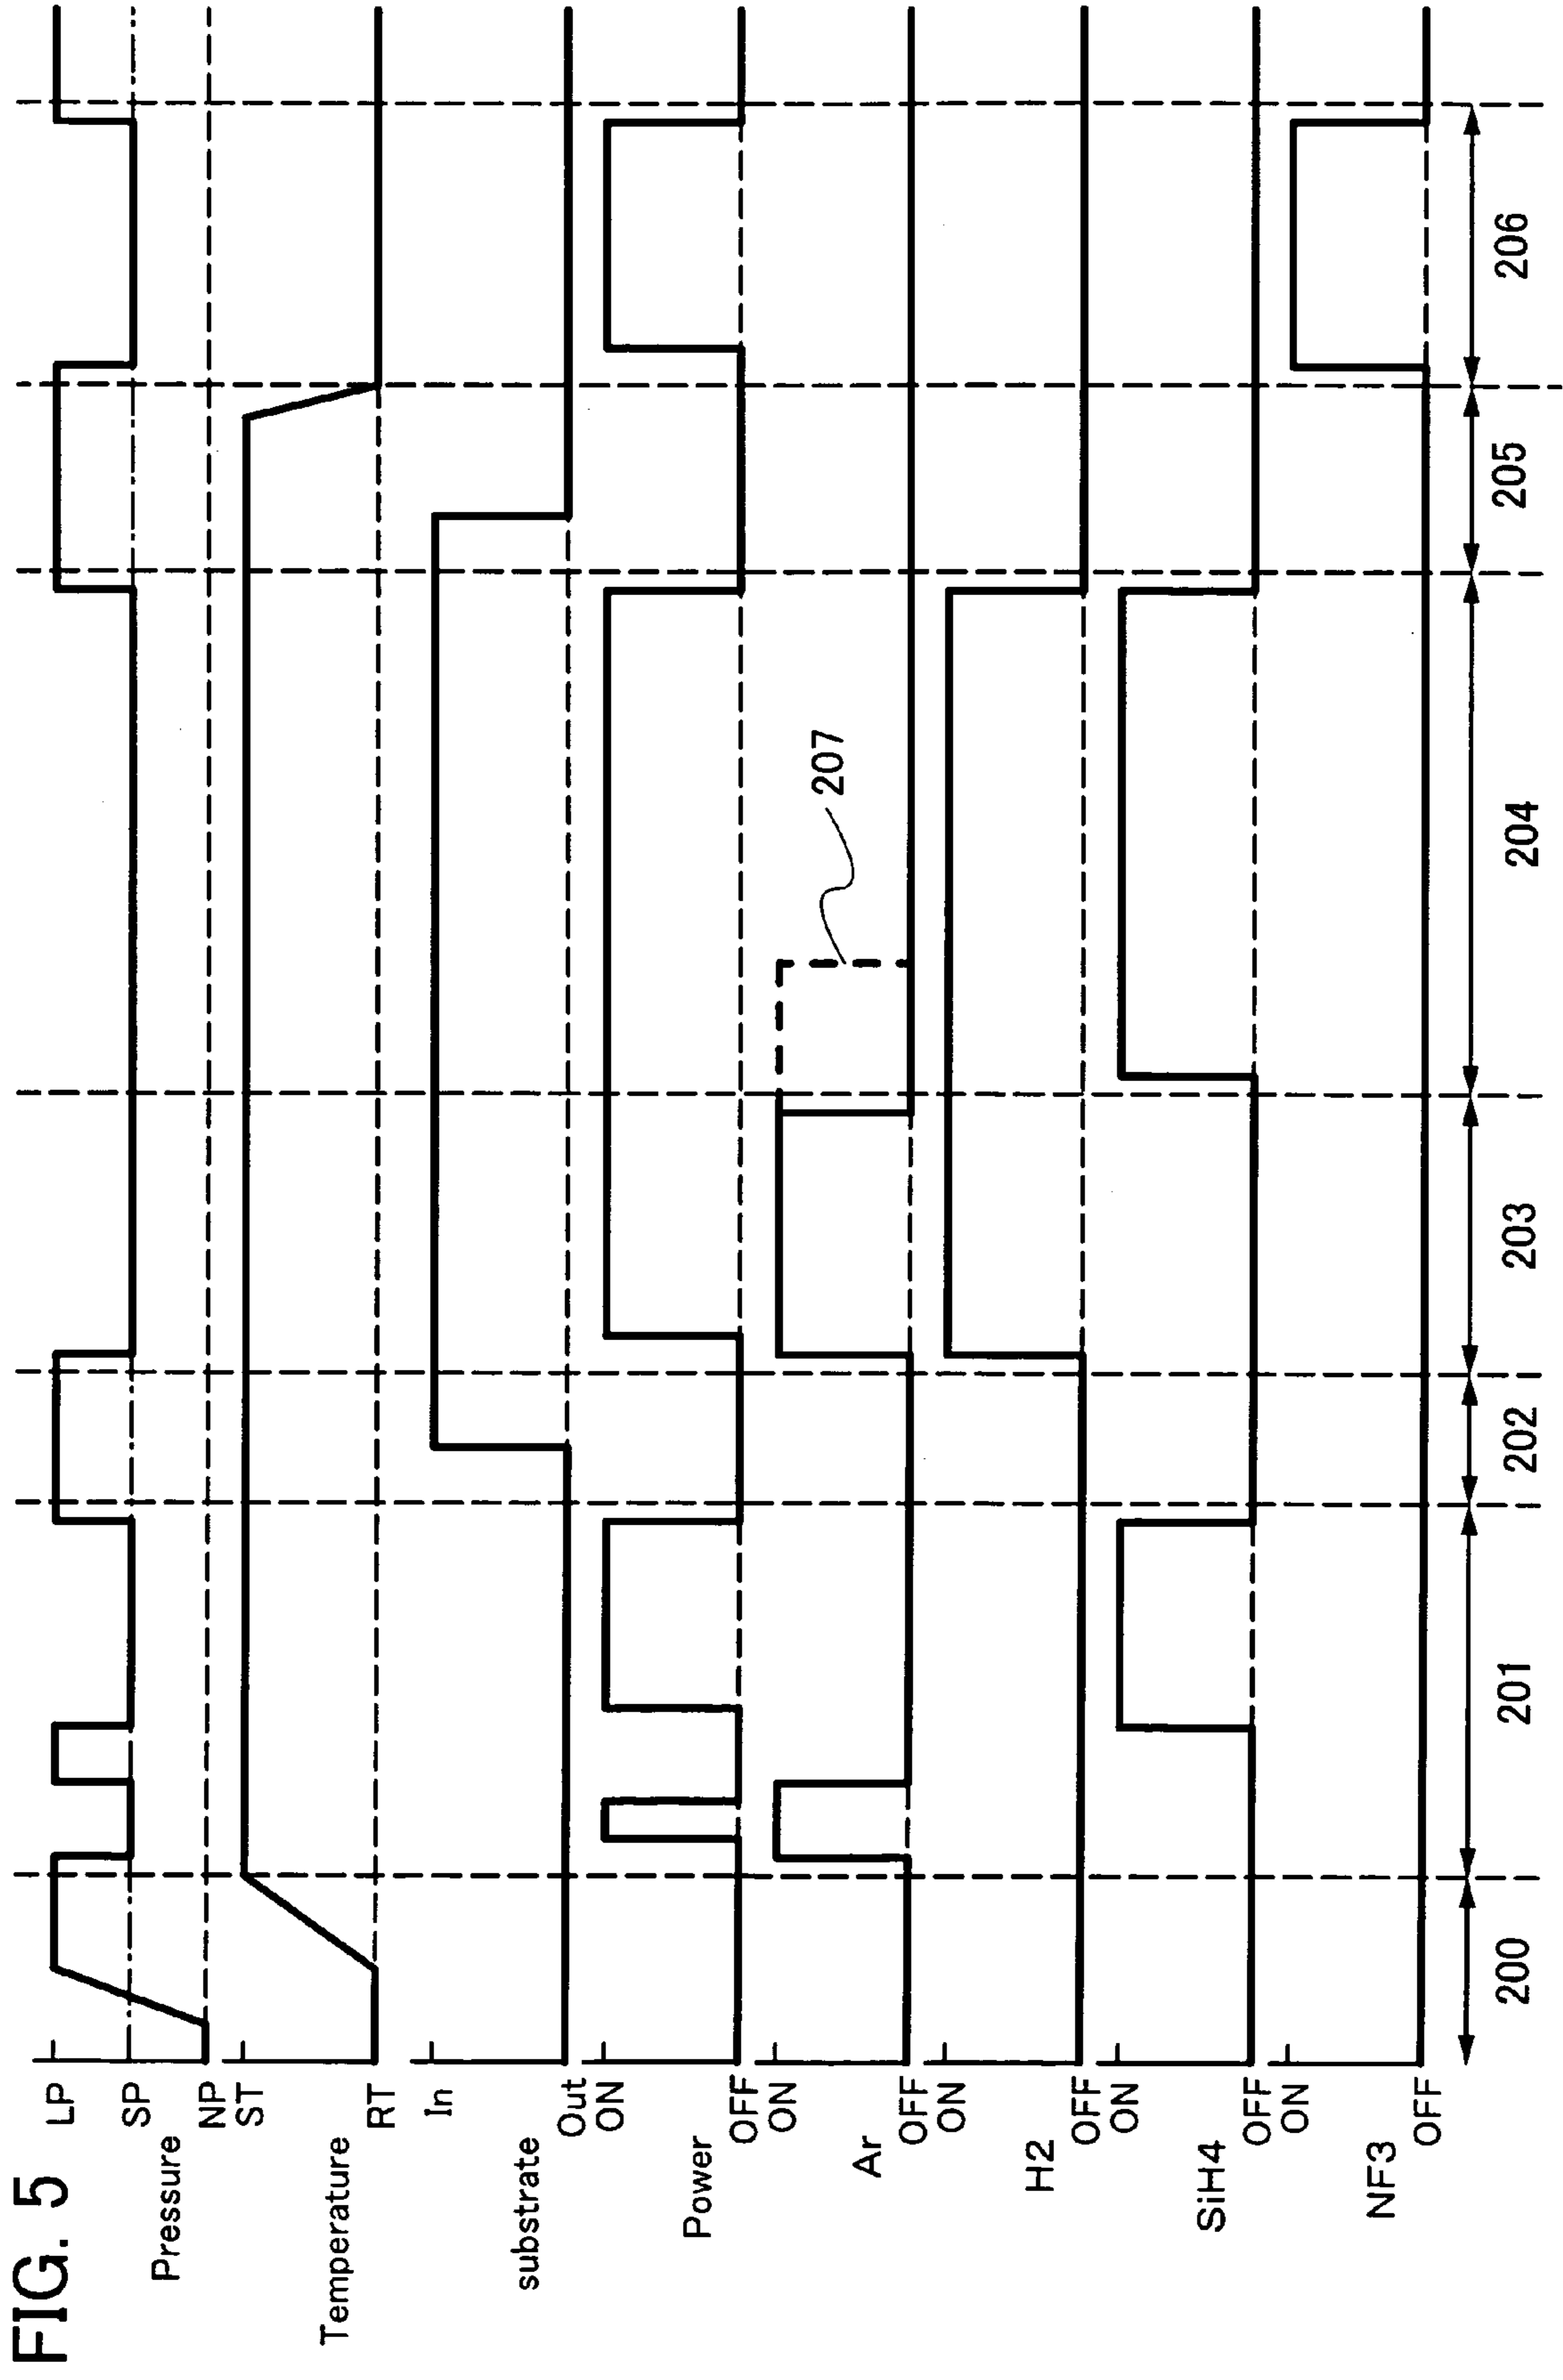 FIG. 5
LP
SP
NP
Pressure
ST
RT
Temperature
In
Out
substrate
ON
OFF
Power
ON
OFF
Ar
ON
OFF
H2
ON
OFF
SiH4
ON
OFF
NF3
207
200
201
202
203
204
205
206